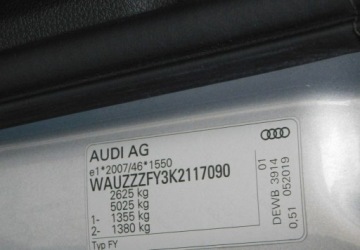 AUDI AG
e1*2007/46*1550
WAUZZZFY3K2117090
2625 kg
5025 kg
1- 1355 kg
2- 1380 kg
Typ FY
01
DEWB 3914
0.51 052019